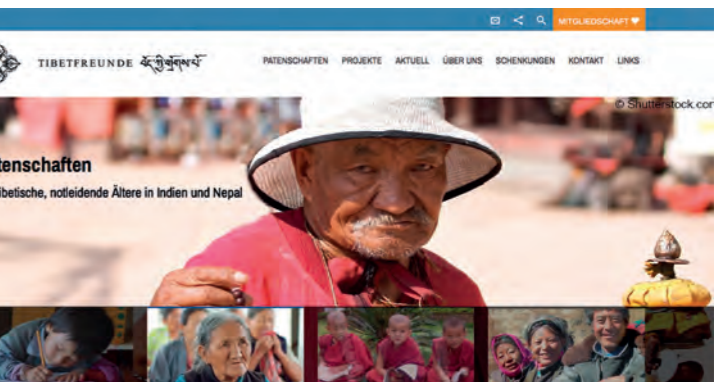 MITGLIEDSCHAFT
TIBETFREUNDE
PATENSCHAFTEN PROJEKTE AKTUELL ÜBER UNS SCHENKUNGEN KONTAKT LINKS
© Shutterstock.com
tenschaften
ibetische, notleidende Ältere in Indien und Nepal